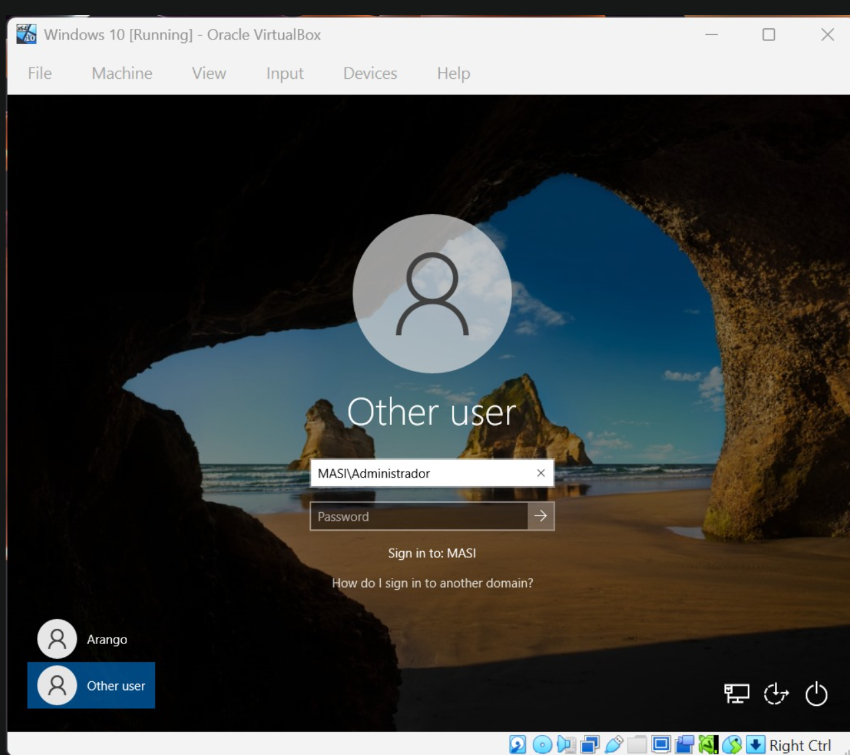 Windows 10 [Running] - Oracle VirtualBox
File Machine View Input Devices Help
Other user
MASI\Administrador
Password
Sign in to: MASI
How do I sign in to another domain?
Arango
Other user
Right Ctrl